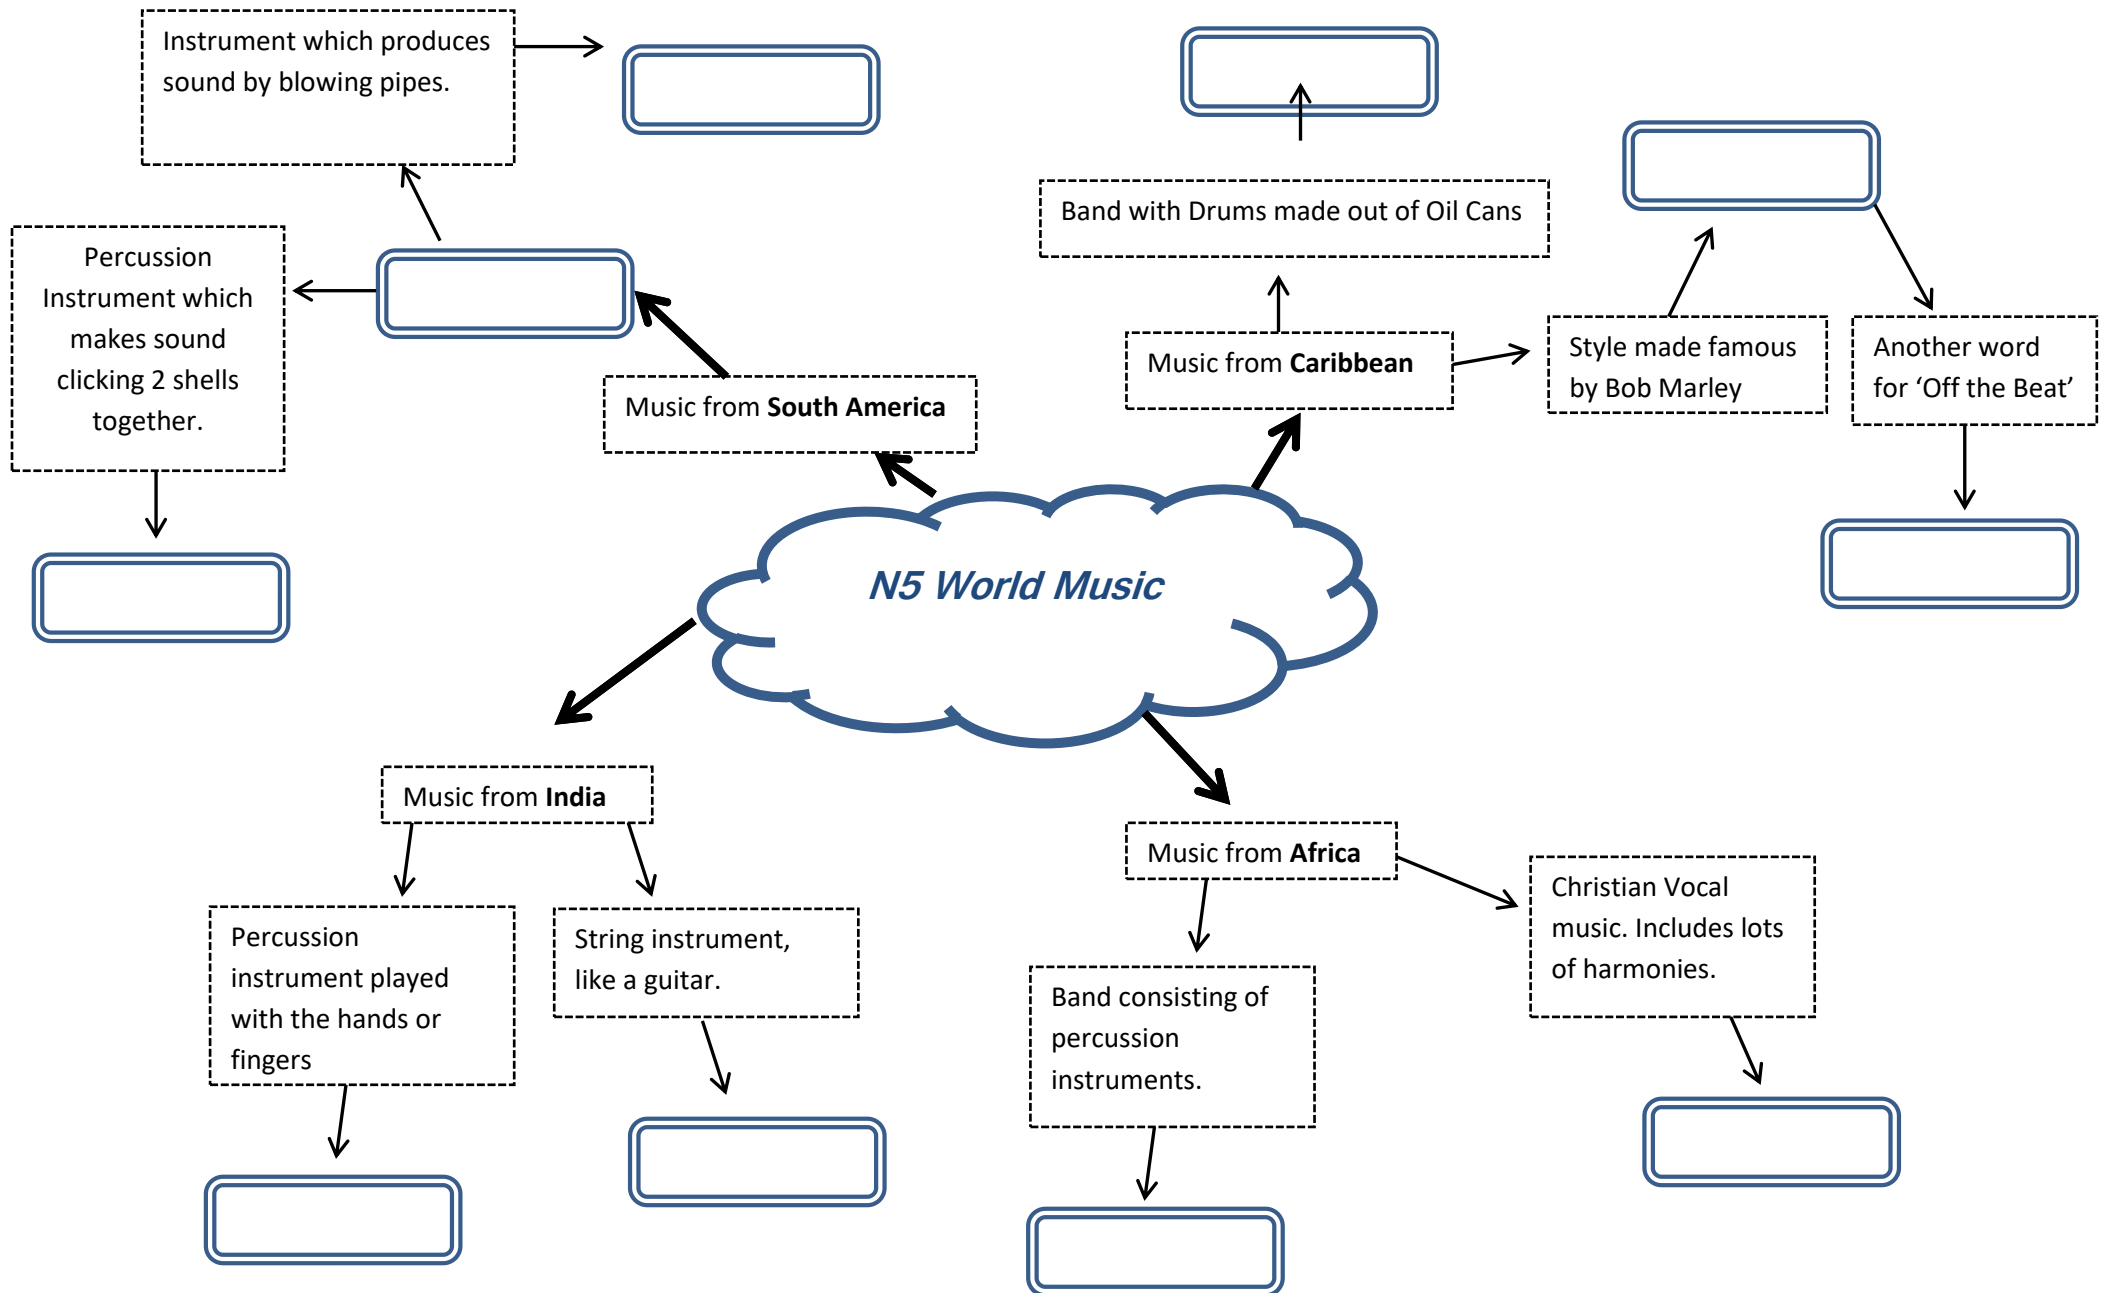 Instrument which produces
sound by blowing pipes.
Percussion
Instrument which
makes sound
clicking 2 shells
together.
Music from South America
Band with Drums made out of Oil Cans
Music from Caribbean
Style made famous
by Bob Marley
Another word
for ‘Off the Beat’
N5 World Music
Music from India
Percussion
instrument played
with the hands or
fingers
String instrument,
like a guitar.
Music from Africa
Band consisting of
percussion
instruments.
Christian Vocal
music. Includes lots
of harmonies.